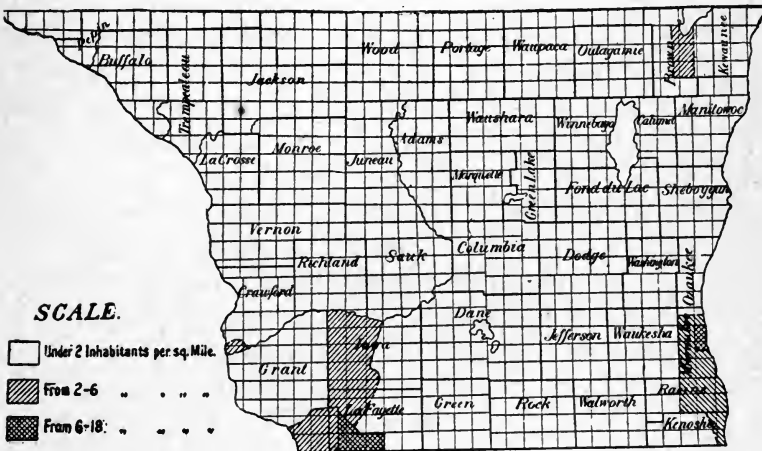 Pepin
Buffalo
Trempealeau
Jackson
Wood
Portage
Waupaca
Outagamie
Brown
Kewaunee
La Crosse
Monroe
Juneau
Adams
Waushara
Winnebago
Calumet
Manitowoc
Marquette
Green Lake
Fond du Lac
Sheboygan
Vernon
Richland
Sauk
Columbia
Dodge
Washington
Ozaukee
Crawford
Dane
Jefferson
Waukesha
Milwaukee
Grant
Iowa
La Fayette
Green
Rock
Walworth
Racine
Kenosha
SCALE.
Under 2 Inhabitants per sq. Mile.
From 2-6 " " " "
From 6-18: " " " "